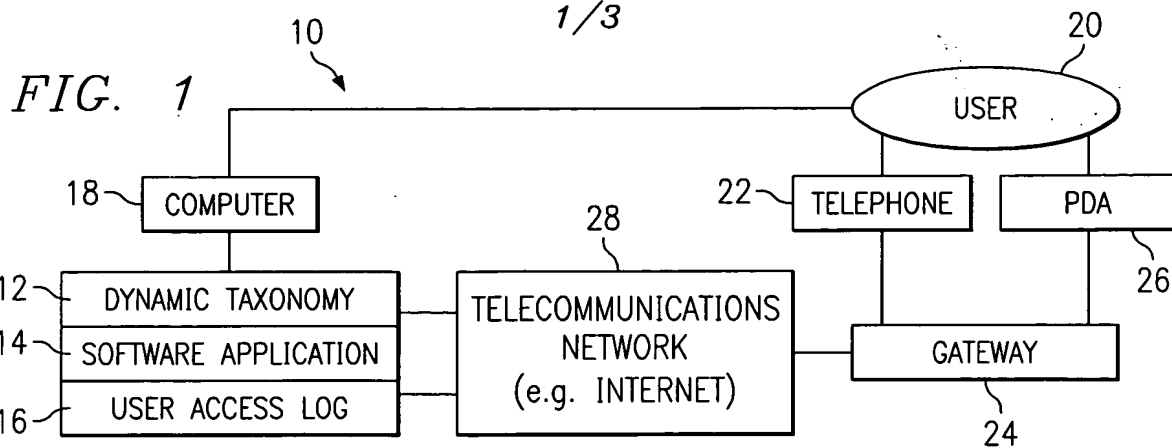 1/3
FIG. 1
10
20
USER
18
COMPUTER
22
TELEPHONE
PDA
26
28
12
DYNAMIC TAXONOMY
14
SOFTWARE APPLICATION
16
USER ACCESS LOG
TELECOMMUNICATIONS
NETWORK
(e.g. INTERNET)
GATEWAY
24